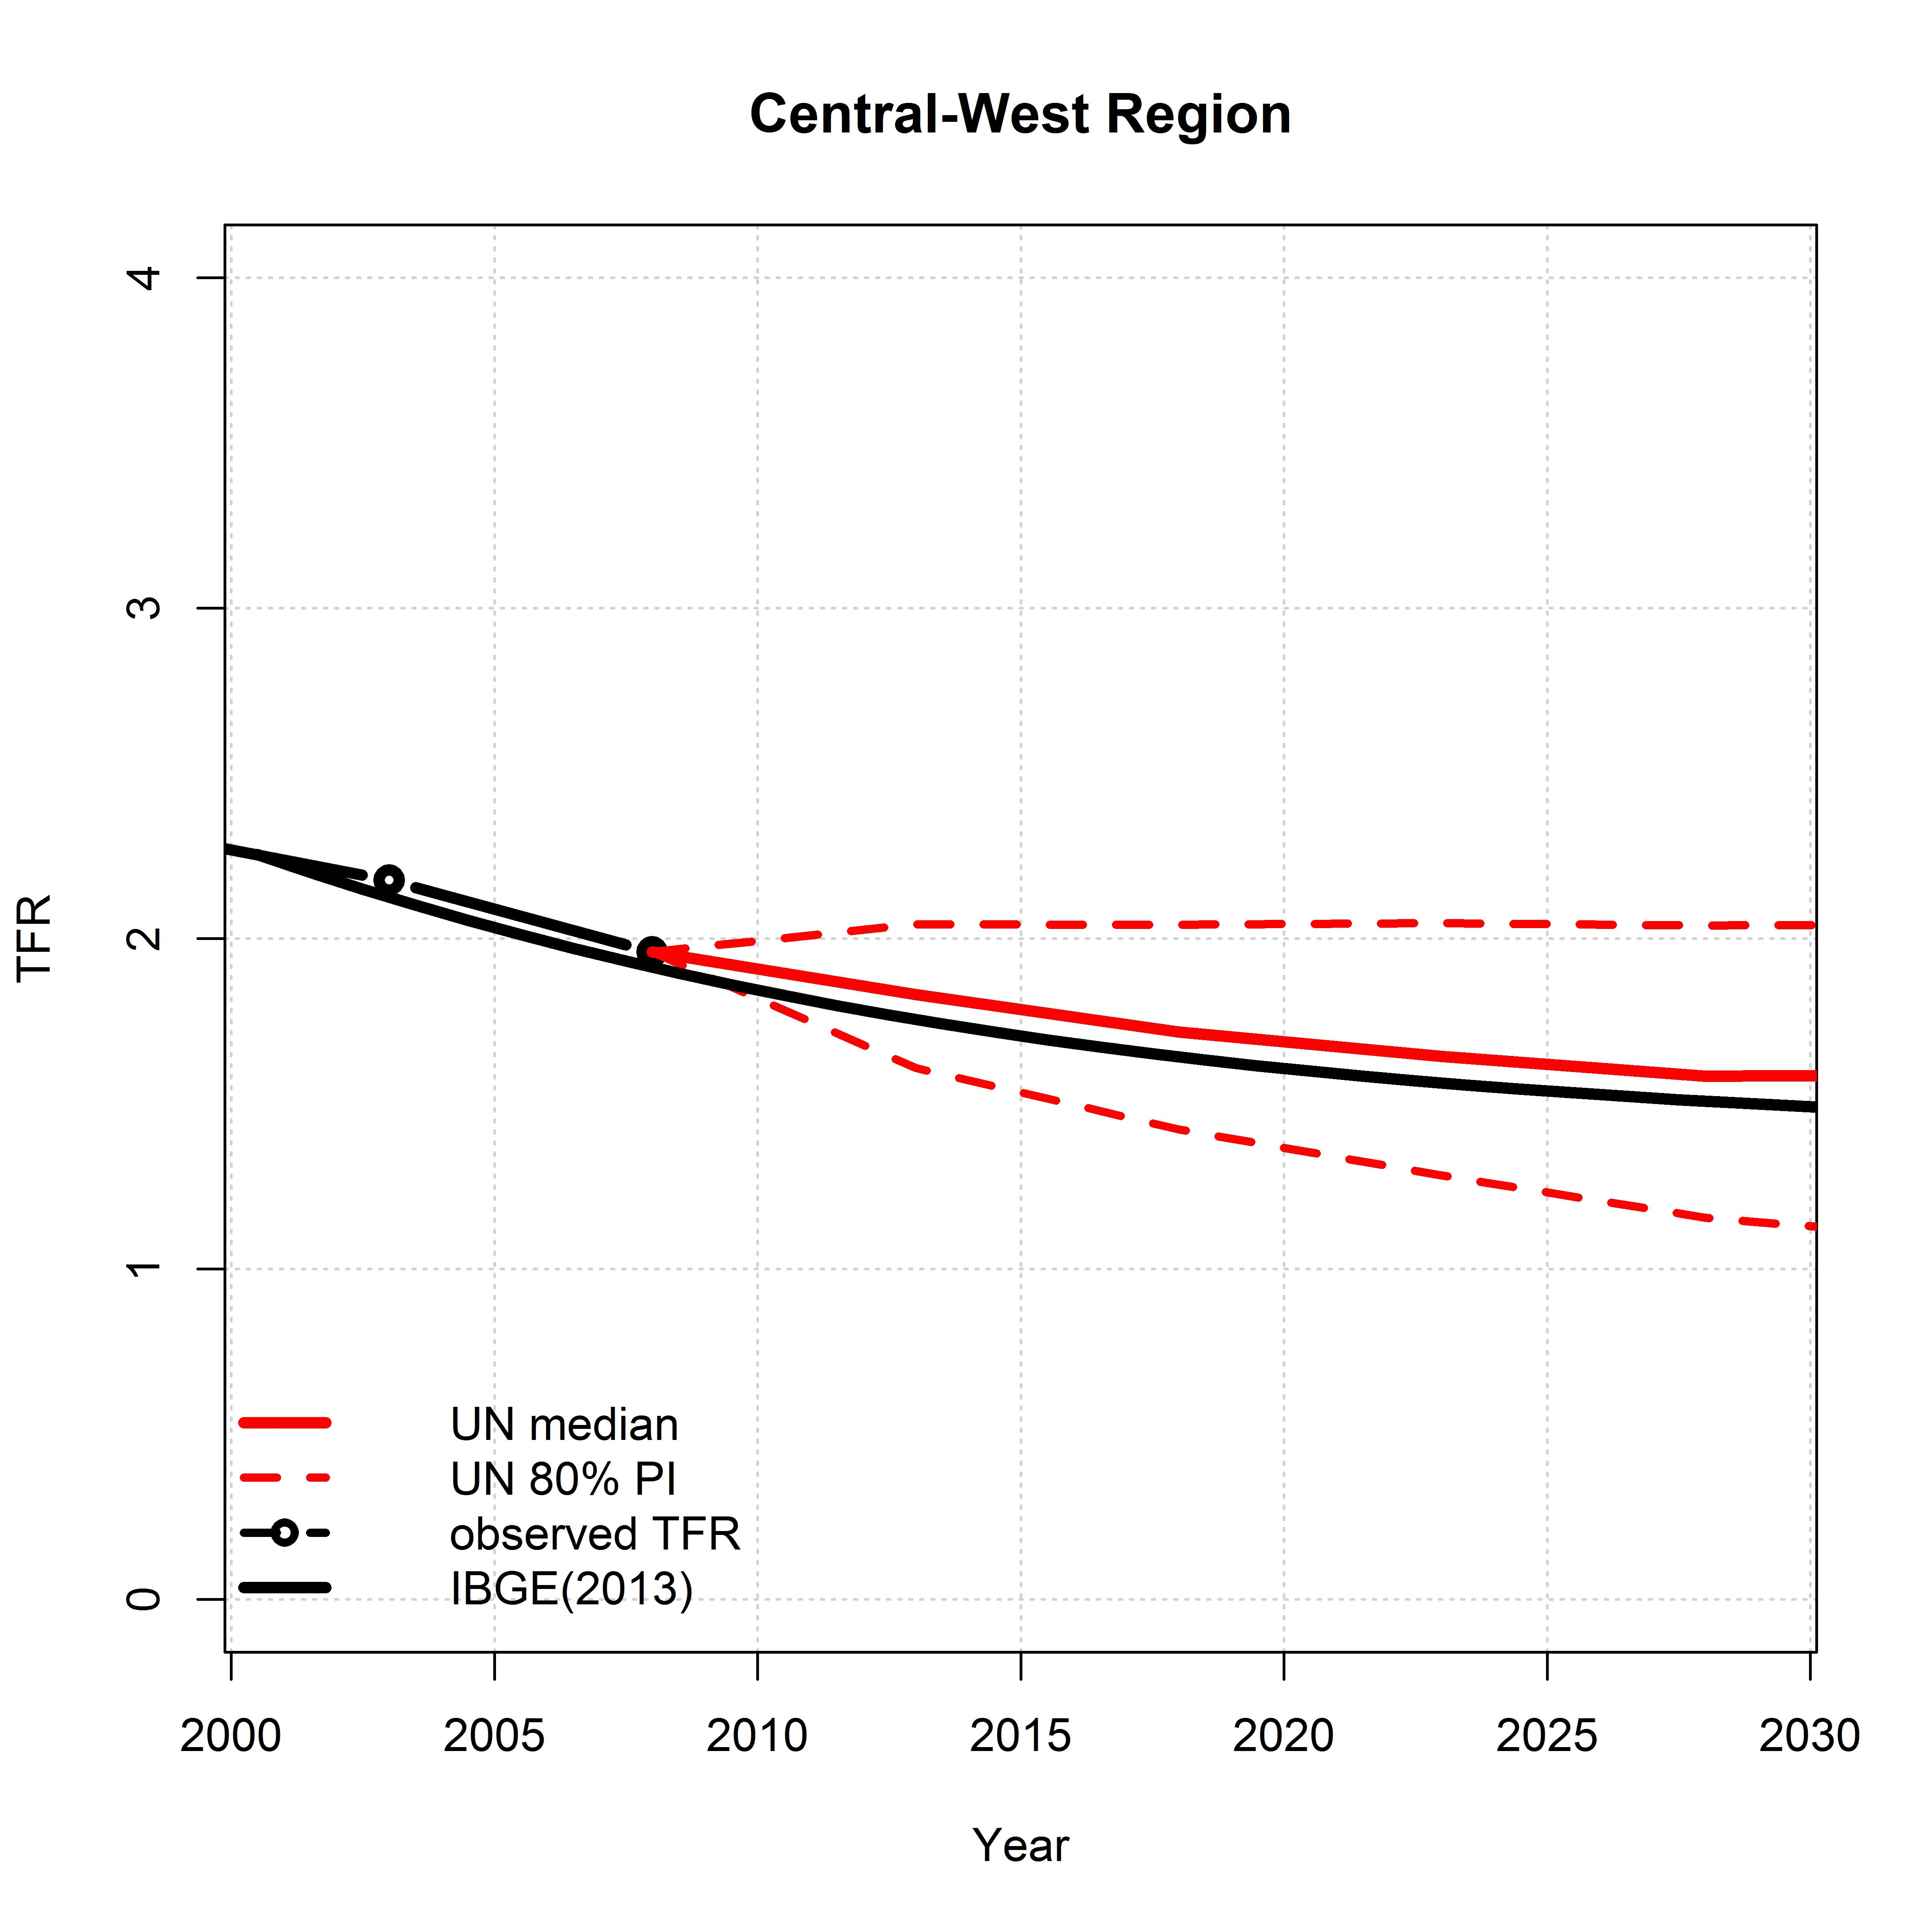 Central-West Region
4
3
2
1
0
TFR
UN median
UN 80% PI
observed TFR
IBGE(2013)
2000 2005 2010 2015 2020 2025 2030
Year